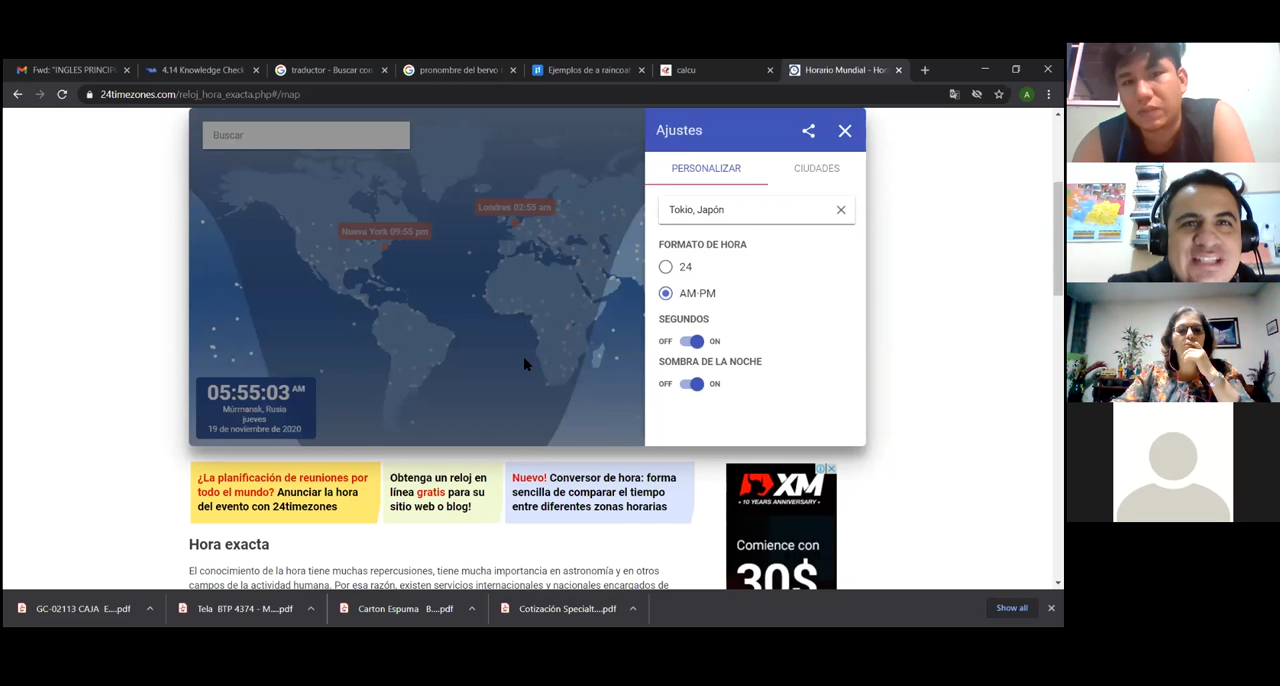 Fwd: "INGLES PRINCIPI
4.14 Knowledge Check
traductor - Buscar con
pronombre del bervo t
Ejemplos de a raincoat
calcu
Horario Mundial - Hor
24timezones.com/reloj_hora_exacta.php#/map
A
Buscar
Ajustes
PERSONALIZAR
CIUDADES
Tokio, Japón
Londres 02:55 am
Nueva York 09:55 pm
FORMATO DE HORA
24
AM-PM
SEGUNDOS
OFF ON
SOMBRA DE LA NOCHE
OFF ON
05:55:03 AM
Múrmansk, Rusia
jueves
19 de noviembre de 2020
¿La planificación de reuniones por
todo el mundo? Anunciar la hora
del evento con 24timezones
Obtenga un reloj en
línea gratis para su
sitio web o blog!
Nuevo! Conversor de hora: forma
sencilla de comparar el tiempo
entre diferentes zonas horarias
XM
10 YEARS ANNIVERSARY
Comience con
30$
Hora exacta
El conocimiento de la hora tiene muchas repercusiones, tiene mucha importancia en astronomía y en otros
campos de la actividad humana. Por esa razón, existen servicios internacionales y nacionales encargados de
GC-02113 CAJA E....pdf
Tela BTP 4374 - M....pdf
Carton Espuma B....pdf
Cotización Specialt....pdf
Show all